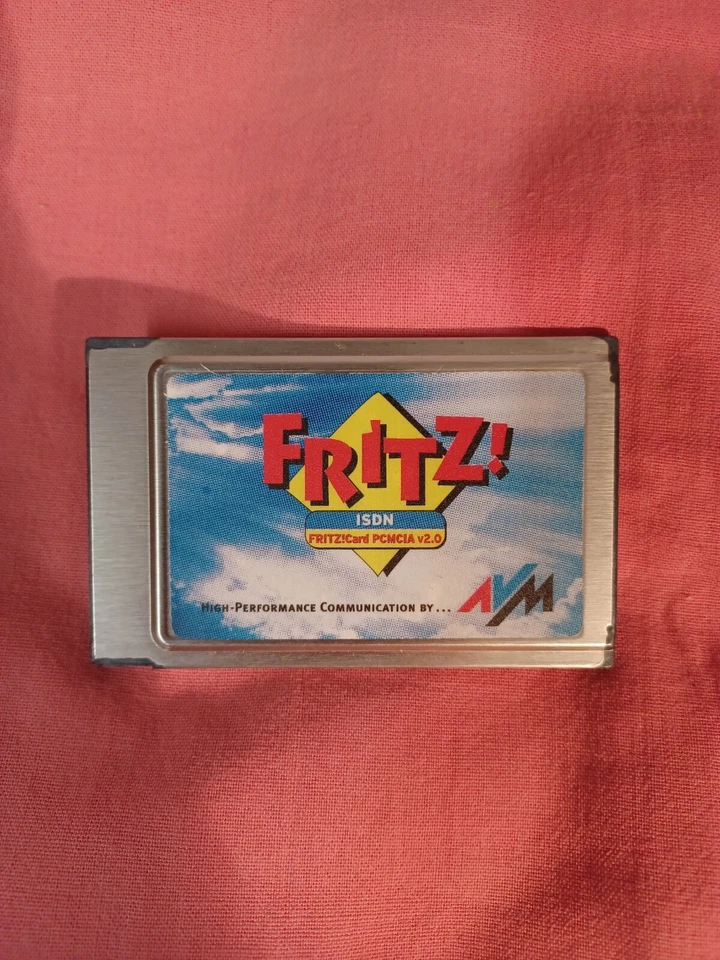 FRITZ!
ISDN
FRITZ!Card PCMCIA v2.0
HIGH-PERFORMANCE COMMUNICATION BY... AVM